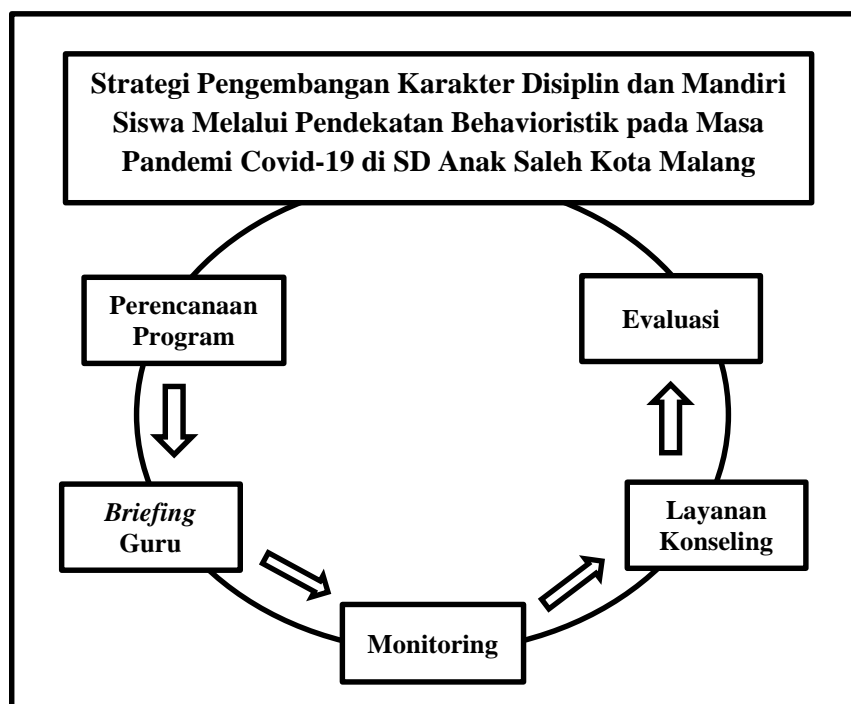 Strategi Pengembangan Karakter Disiplin dan Mandiri
Siswa Melalui Pendekatan Behavioristik pada Masa
Pandemi Covid-19 di SD Anak Saleh Kota Malang
Perencanaan
Program
Evaluasi
Briefing
Guru
Layanan
Konseling
Monitoring